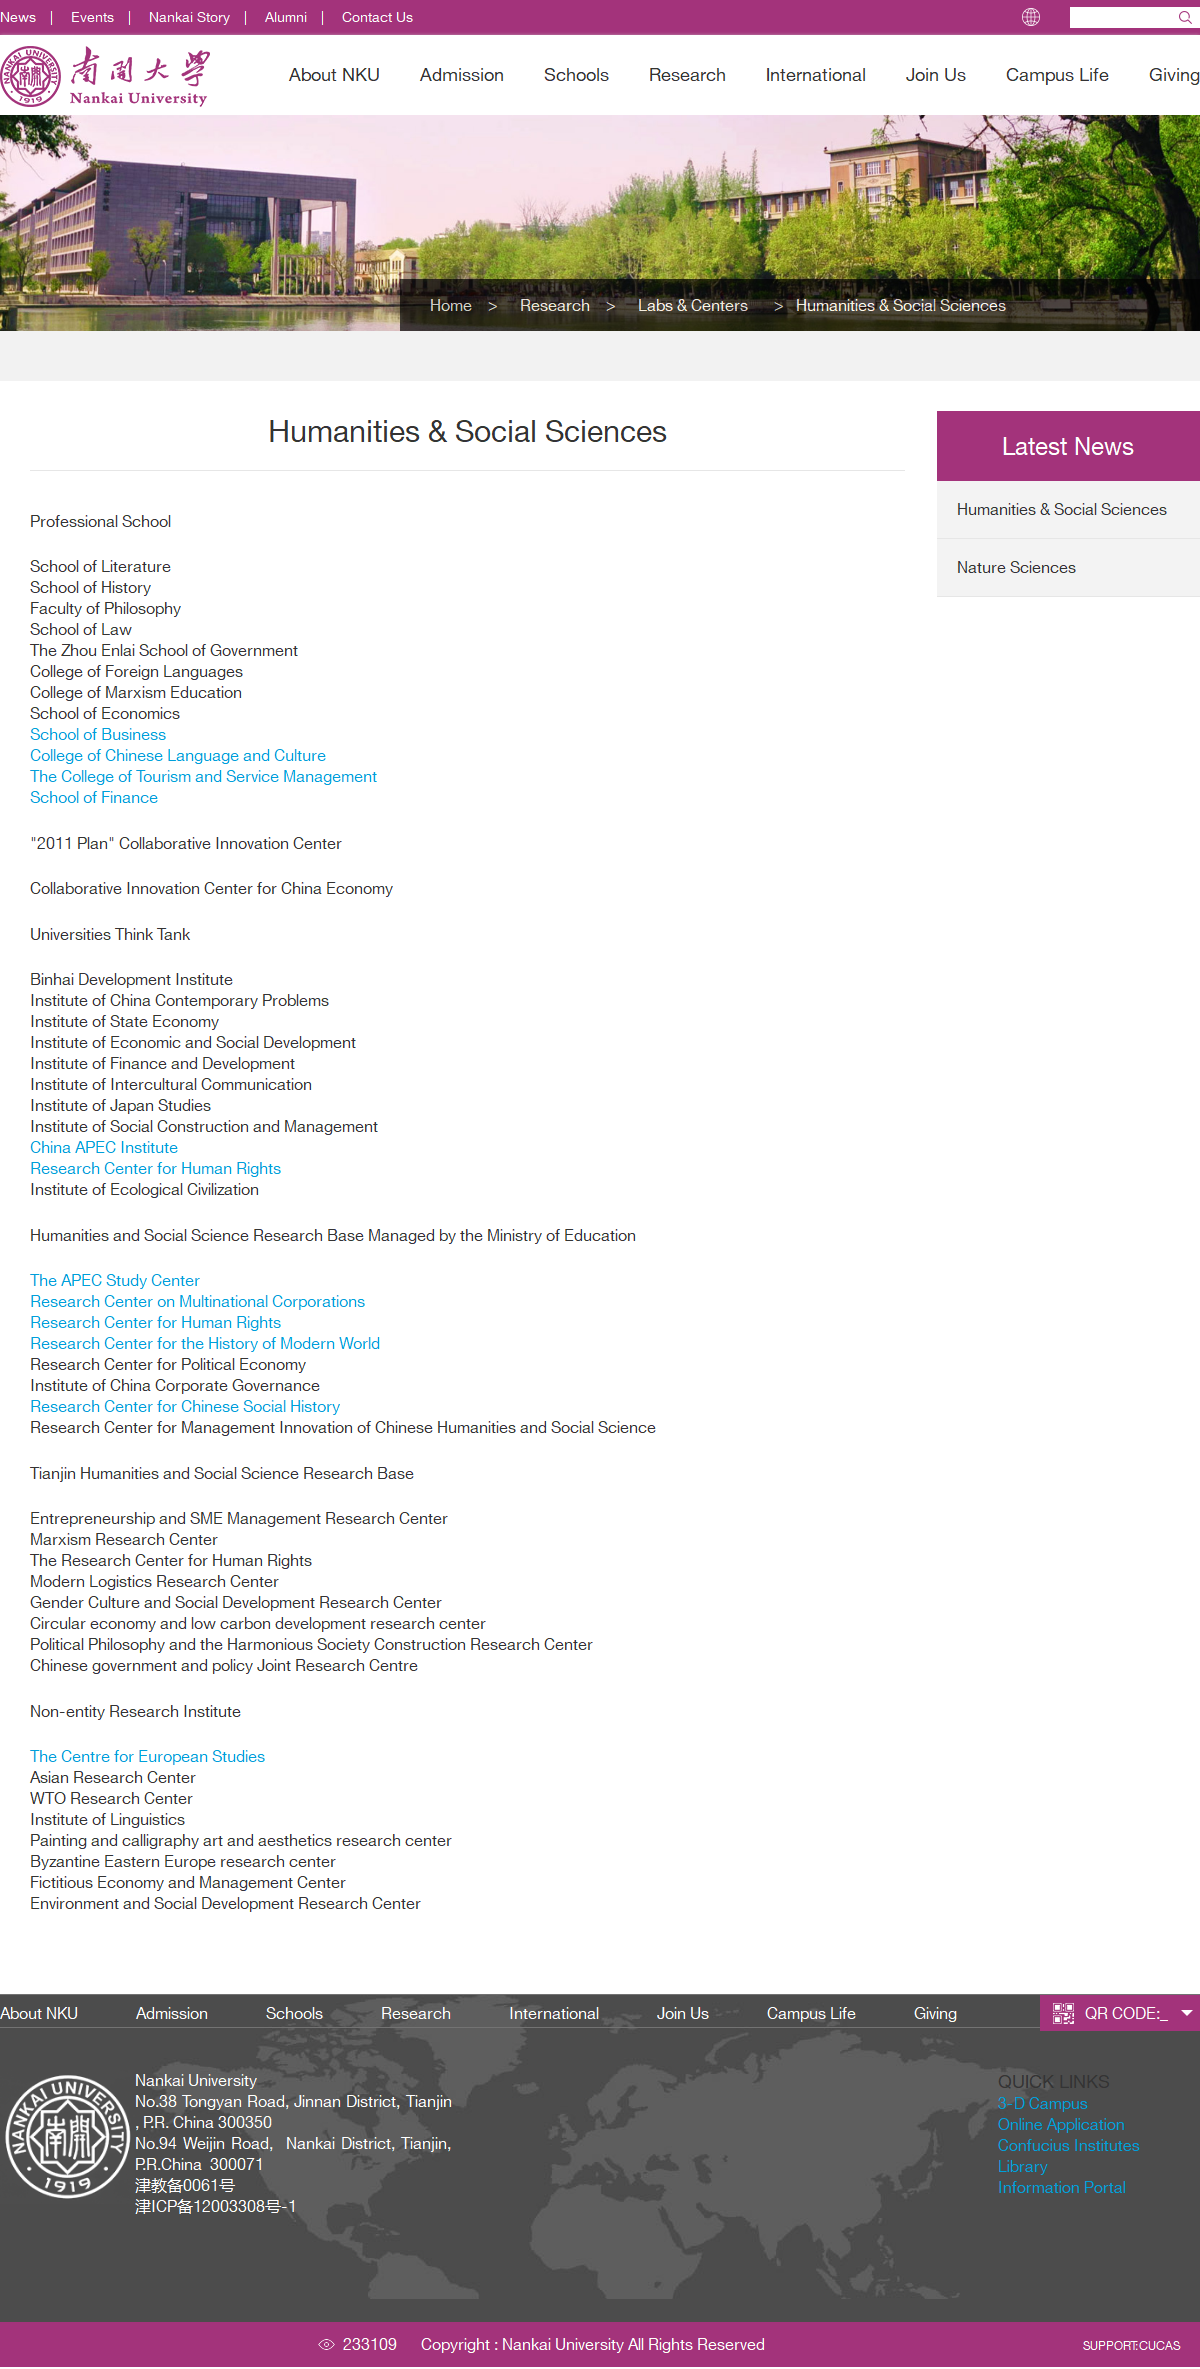 News | Events | Nankai Story | Alumni | Contact Us
NANKAI UNIVERSITY
南開
1919
南開大学
Nankai University
About NKU Admission Schools Research International Join Us Campus Life Giving
Home > Research > Labs & Centers > Humanities & Social Sciences
Humanities & Social Sciences
Professional School
School of Literature
School of History
Faculty of Philosophy
School of Law
The Zhou Enlai School of Government
College of Foreign Languages
College of Marxism Education
School of Economics
School of Business
College of Chinese Language and Culture
The College of Tourism and Service Management
School of Finance
"2011 Plan" Collaborative Innovation Center
Collaborative Innovation Center for China Economy
Universities Think Tank
Binhai Development Institute
Institute of China Contemporary Problems
Institute of State Economy
Institute of Economic and Social Development
Institute of Finance and Development
Institute of Intercultural Communication
Institute of Japan Studies
Institute of Social Construction and Management
China APEC Institute
Research Center for Human Rights
Institute of Ecological Civilization
Humanities and Social Science Research Base Managed by the Ministry of Education
The APEC Study Center
Research Center on Multinational Corporations
Research Center for Human Rights
Research Center for the History of Modern World
Research Center for Political Economy
Institute of China Corporate Governance
Research Center for Chinese Social History
Research Center for Management Innovation of Chinese Humanities and Social Science
Tianjin Humanities and Social Science Research Base
Entrepreneurship and SME Management Research Center
Marxism Research Center
The Research Center for Human Rights
Modern Logistics Research Center
Gender Culture and Social Development Research Center
Circular economy and low carbon development research center
Political Philosophy and the Harmonious Society Construction Research Center
Chinese government and policy Joint Research Centre
Non-entity Research Institute
The Centre for European Studies
Asian Research Center
WTO Research Center
Institute of Linguistics
Painting and calligraphy art and aesthetics research center
Byzantine Eastern Europe research center
Fictitious Economy and Management Center
Environment and Social Development Research Center
Latest News
Humanities & Social Sciences
Nature Sciences
About NKU Admission Schools Research International Join Us Campus Life Giving QR CODE:_
NANKAI UNIVERSITY
南開
1919
Nankai University
No.38 Tongyan Road, Jinnan District, Tianjin
, P.R. China 300350
No.94 Weijin Road, Nankai District, Tianjin,
P.R.China 300071
津教备0061号
津ICP备12003308号-1
QUICK LINKS
3-D Campus
Online Application
Confucius Institutes
Library
Information Portal
233109 Copyright : Nankai University All Rights Reserved SUPPORT:CUCAS